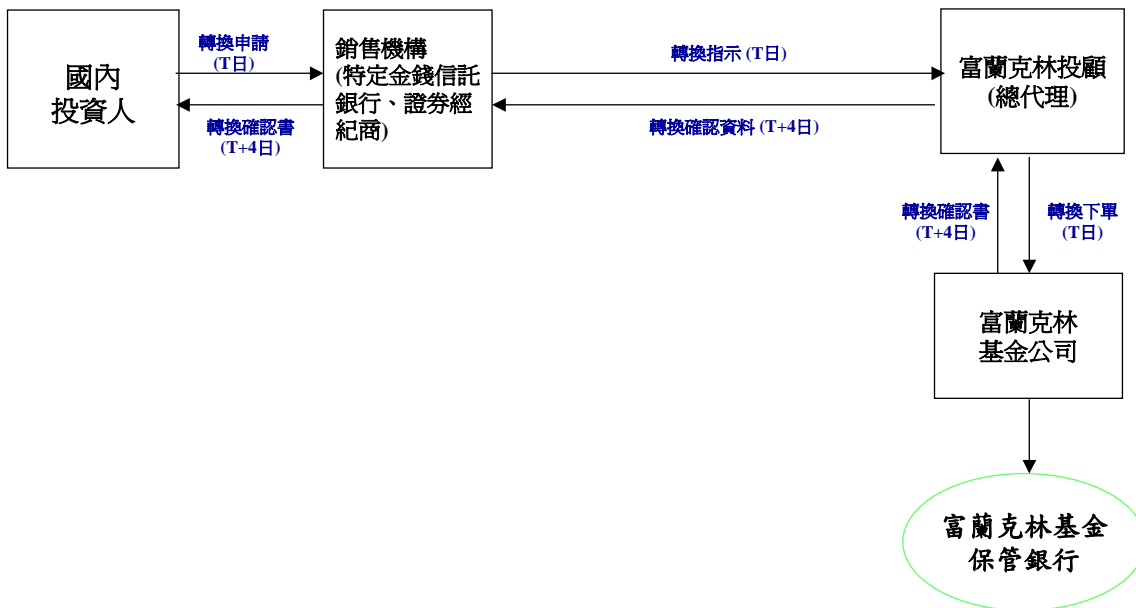 國內
投資人
轉換申請
(T日)
轉換確認書
(T+4日)
銷售機構
(特定金錢信託
銀行、證券經
紀商)
轉換指示 (T日)
轉換確認資料 (T+4日)
富蘭克林投顧
(總代理)
轉換確認書
(T+4日)
轉換下單
(T日)
富蘭克林
基金公司
富蘭克林基金
保管銀行